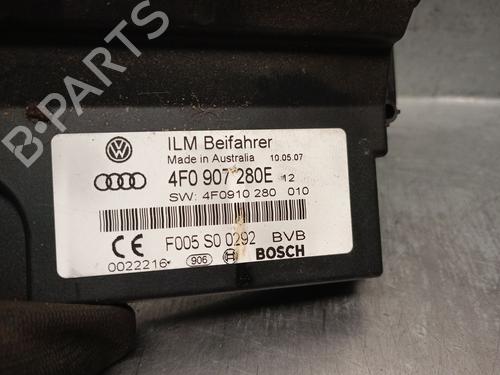 B-PARTS
ILM Beifahrer
Made in Australia 10.05.07
4F0 907 280E 12
SW: 4F0910 280 010
F005 S0 0292 BVB
0022216 906 BOSCH